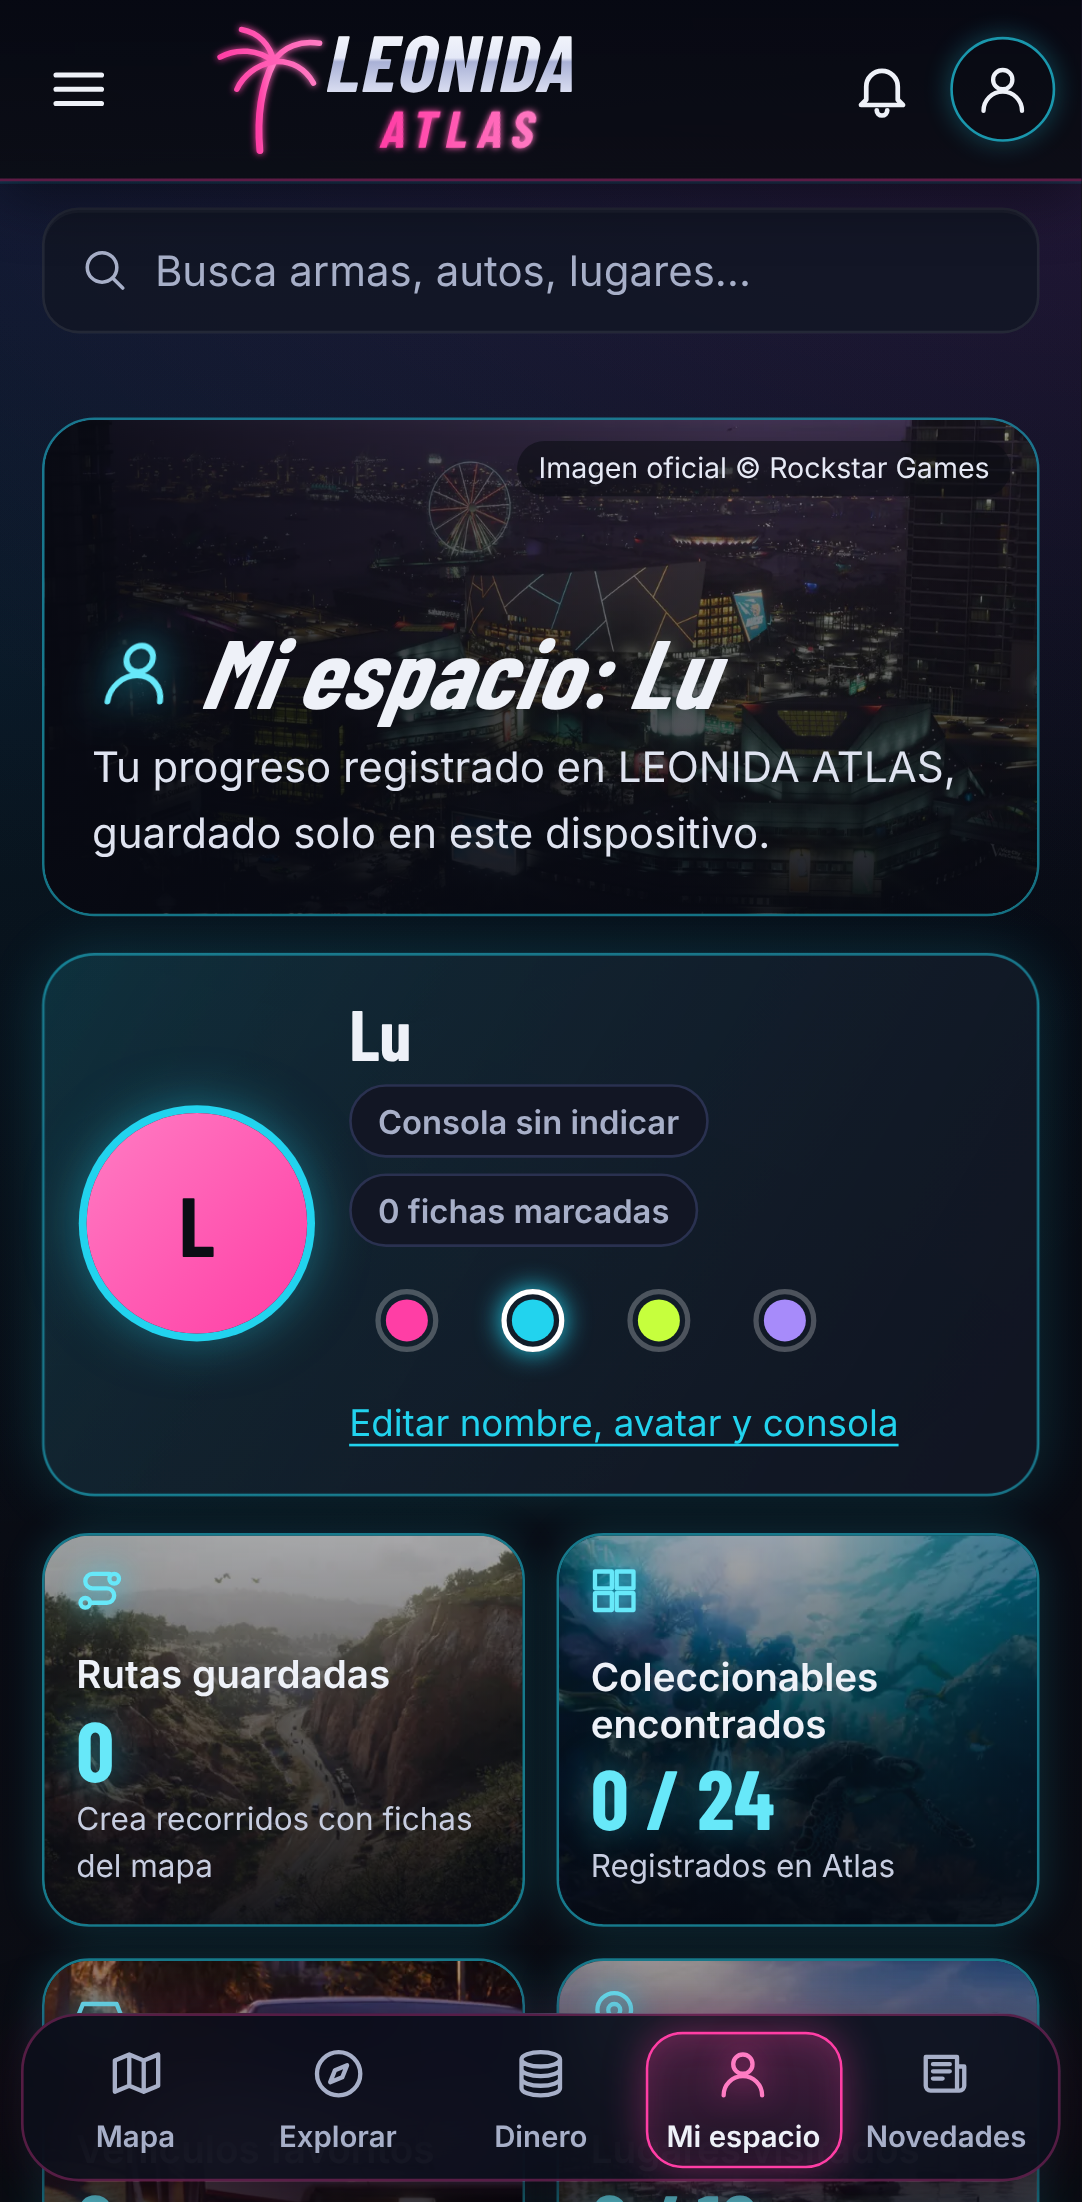 LEONIDA
ATLAS
Busca armas, autos, lugares...
Imagen oficial © Rockstar Games
Mi espacio: Lu
Tu progreso registrado en LEONIDA ATLAS,
guardado solo en este dispositivo.
Lu
Consola sin indicar
L
0 fichas marcadas
Editar nombre, avatar y consola
Rutas guardadas
0
Crea recorridos con fichas
del mapa
Coleccionables
encontrados
0 / 24
Registrados en Atlas
Mapa
Explorar
Dinero
Mi espacio
Novedades